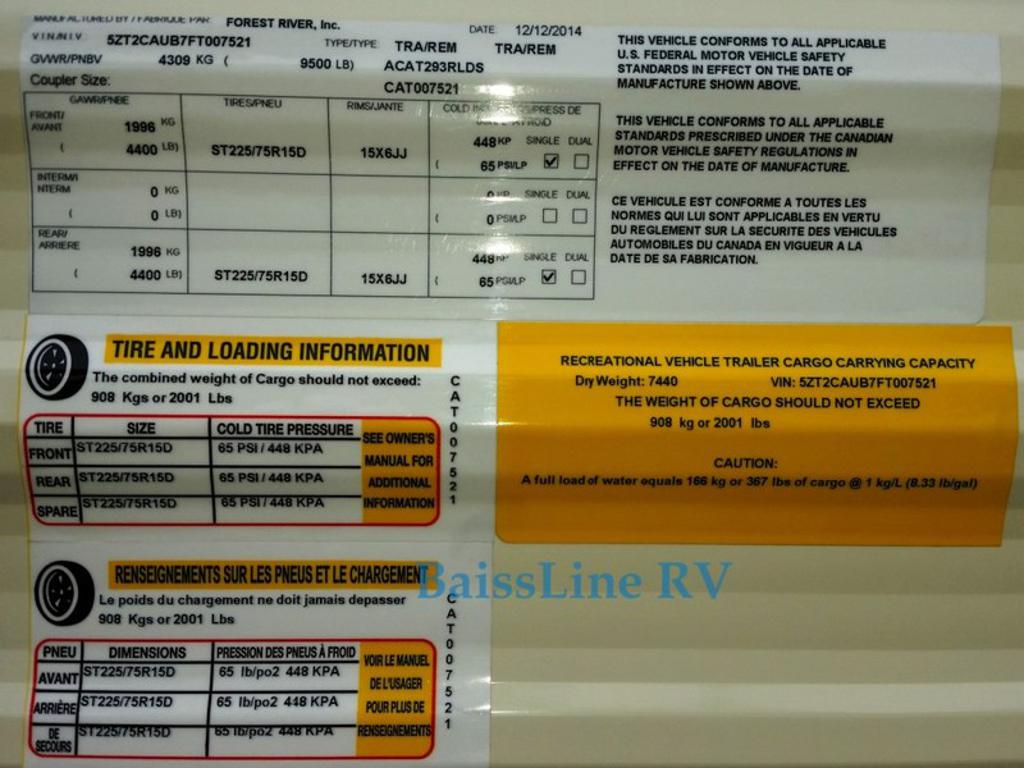 MANUFACTURED BY / FABRIQUE PAR: FOREST RIVER, Inc. DATE: 12/12/2014
V.I.N./N.I.V.: 5ZT2CAUB7FT007521 TYPE/TYPE: TRA/REM TRA/REM
GVWR/PNBV 4309 KG ( 9500 LB) ACAT293RLDS
Coupler Size: CAT007521
GAWR/PNBE TIRES/PNEU RIMS/JANTE COLD PRESS DE
FRONT/
AVANT 1996 KG 448 KP SINGLE DUAL
( 4400 LB) ST225/75R15D 15X6JJ ( 65 PSI/LP
INTERM/
NTERM 0 KG 0 KP SINGLE DUAL
( 0 LB) ( 0 PSI/LP
REAR/
ARRIERE 1996 KG 448 KP SINGLE DUAL
( 4400 LB) ST225/75R15D 15X6JJ ( 65 PSI/LP
THIS VEHICLE CONFORMS TO ALL APPLICABLE
U.S. FEDERAL MOTOR VEHICLE SAFETY
STANDARDS IN EFFECT ON THE DATE OF
MANUFACTURE SHOWN ABOVE.
THIS VEHICLE CONFORMS TO ALL APPLICABLE
STANDARDS PRESCRIBED UNDER THE CANADIAN
MOTOR VEHICLE SAFETY REGULATIONS IN
EFFECT ON THE DATE OF MANUFACTURE.
CE VEHICULE EST CONFORME A TOUTES LES
NORMES QUI LUI SONT APPLICABLES EN VERTU
DU REGLEMENT SUR LA SECURITE DES VEHICULES
AUTOMOBILES DU CANADA EN VIGUEUR A LA
DATE DE SA FABRICATION.
TIRE AND LOADING INFORMATION
The combined weight of Cargo should not exceed:
908 Kgs or 2001 Lbs
TIRE SIZE COLD TIRE PRESSURE
FRONT ST225/75R15D 65 PSI / 448 KPA
REAR ST225/75R15D 65 PSI / 448 KPA
SPARE ST225/75R15D 65 PSI / 448 KPA
SEE OWNER'S
MANUAL FOR
ADDITIONAL
INFORMATION
CAT007521
RECREATIONAL VEHICLE TRAILER CARGO CARRYING CAPACITY
Dry Weight: 7440 VIN: 5ZT2CAUB7FT007521
THE WEIGHT OF CARGO SHOULD NOT EXCEED
908 kg or 2001 lbs
CAUTION:
A full load of water equals 166 kg or 367 lbs of cargo @ 1 kg/L (8.33 lb/gal)
RENSEIGNEMENTS SUR LES PNEUS ET LE CHARGEMENT
Le poids du chargement ne doit jamais depasser
908 Kgs or 2001 Lbs
PNEU DIMENSIONS PRESSION DES PNEUS À FROID
AVANT ST225/75R15D 65 lb/po2 448 KPA
ARRIÈRE ST225/75R15D 65 lb/po2 448 KPA
DE
SECOURS ST225/75R15D 65 lb/po2 448 KPA
VOIR LE MANUEL
DE L'USAGER
POUR PLUS DE
RENSEIGNEMENTS
CAT007521
BaissLine RV